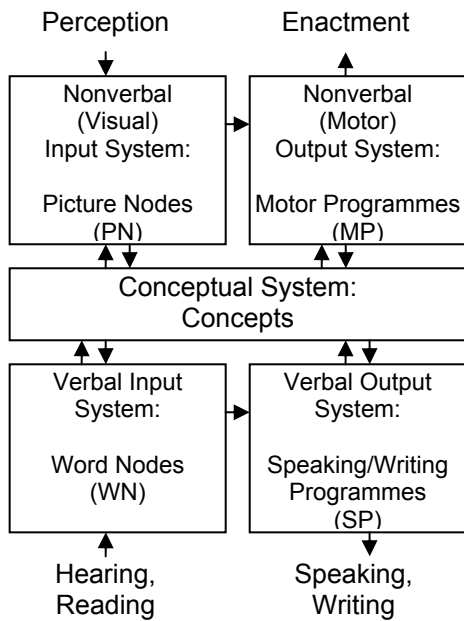 Perception
Enactment
Nonverbal
(Visual)
Input System:
Picture Nodes
(PN)
Nonverbal
(Motor)
Output System:
Motor Programmes
(MP)
Conceptual System:
Concepts
Verbal Input
System:
Word Nodes
(WN)
Verbal Output
System:
Speaking/Writing
Programmes
(SP)
Hearing,
Reading
Speaking,
Writing